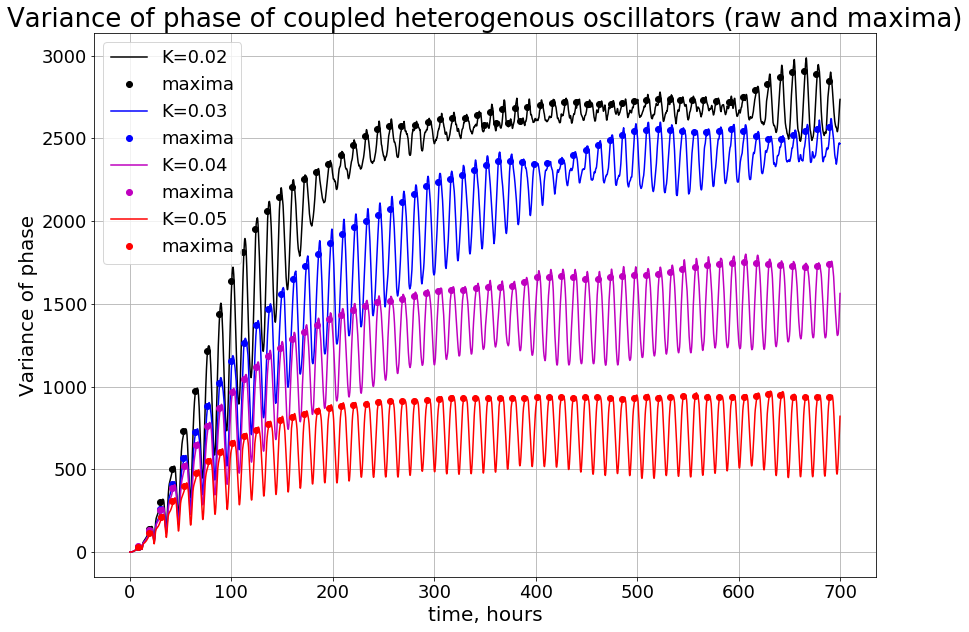 Variance of phase of coupled heterogenous oscillators (raw and maxima)
K=0.02
maxima
K=0.03
maxima
K=0.04
maxima
K=0.05
maxima
Variance of phase
3000
2500
2000
1500
1000
500
0
0 100 200 300 400 500 600 700
time, hours